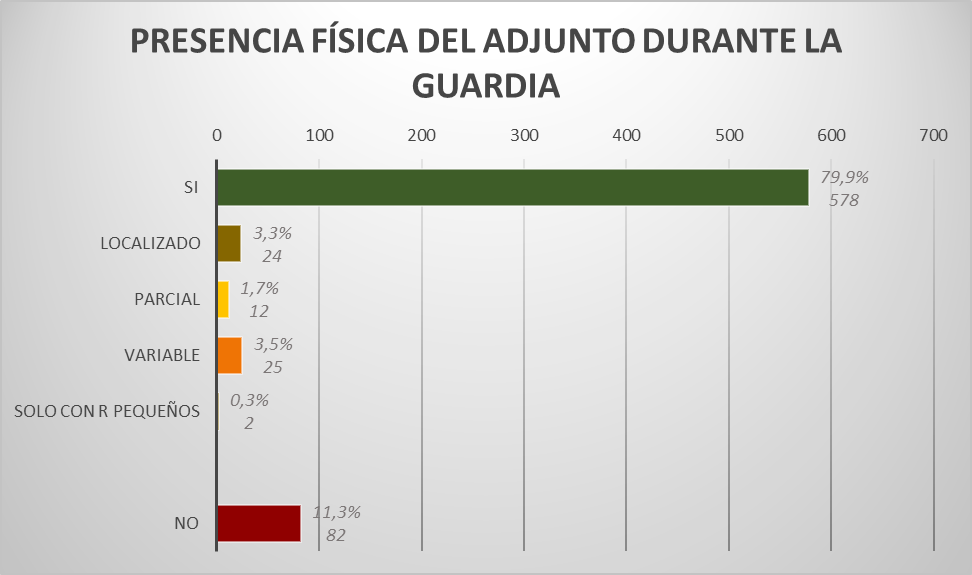 PRESENCIA FÍSICA DEL ADJUNTO DURANTE LA
GUARDIA
0 100 200 300 400 500 600 700
SI
79,9%
578
LOCALIZADO
3,3%
24
PARCIAL
1,7%
12
VARIABLE
3,5%
25
SOLO CON R PEQUEÑOS
0,3%
2
NO
11,3%
82